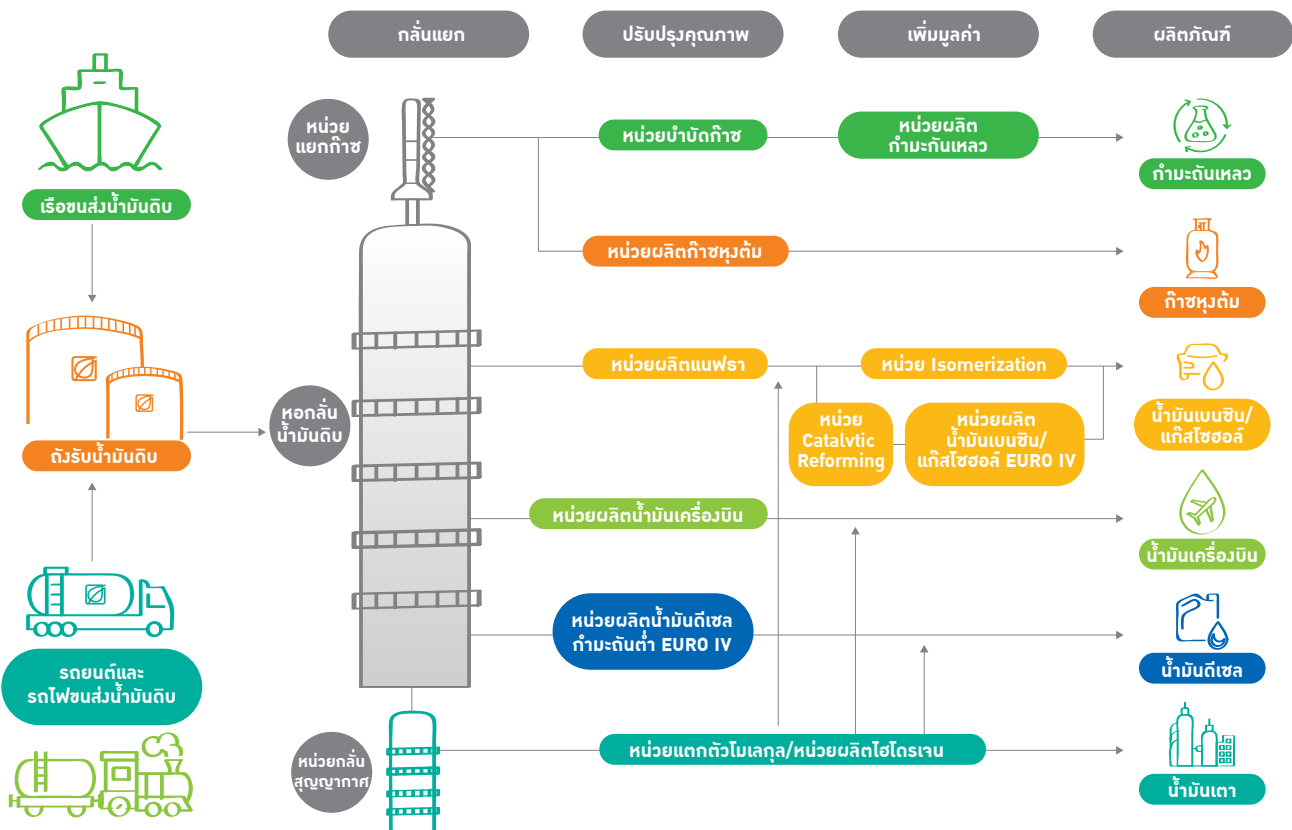 กลั่นแยก
ปรับปรุงคุณภาพ
เพิ่มมูลค่า
ผลิตภัณฑ์
เรือขนส่งน้ำมันดิบ
ถังรับน้ำมันดิบ
รถยนต์และ
รถไฟขนส่งน้ำมันดิบ
หน่วย
แยกก๊าซ
หอกลั่น
น้ำมันดิบ
หน่วยกลั่น
สุญญากาศ
หน่วยบำบัดก๊าซ
หน่วยผลิต
กำมะถันเหลว
กำมะถันเหลว
หน่วยผลิตก๊าซหุงต้ม
ก๊าซหุงต้ม
หน่วยผลิตแนฟธา
หน่วย Isomerization
หน่วย
Catalvtic
Reforming
หน่วยผลิต
น้ำมันเบนซิน/
แก๊สโซฮอล์ EURO IV
น้ำมันเบนซิน/
แก๊สโซฮอล์
หน่วยผลิตน้ำมันเครื่องบิน
น้ำมันเครื่องบิน
หน่วยผลิตน้ำมันดีเซล
กำมะถันต่ำ EURO IV
น้ำมันดีเซล
หน่วยแตกตัวโมเลกุล/หน่วยผลิตไฮโดรเจน
น้ำมันเตา